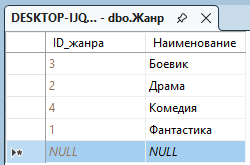 DESKTOP-IJQ... - dbo.Жанр
ID_жанра Наименование
3 Боевик
2 Драма
4 Комедия
1 Фантастика
NULL NULL